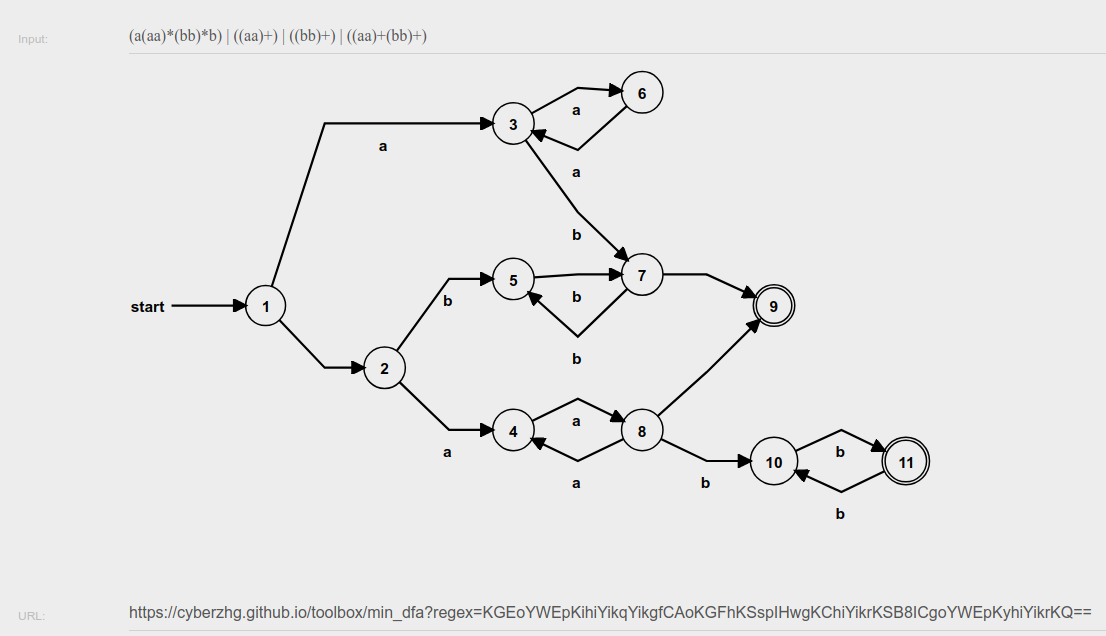 Input:
(a(aa)*(bb)*b) | ((aa)+) | ((bb)+) | ((aa)+(bb)+)
6
a
3
a
a
b
5
7
b
b
start
1
9
b
2
a
4
a
8
a
b
10
b
11
b
URL:
https://cyberzhg.github.io/toolbox/min_dfa?regex=KGEoYWEpKihiYikqYikgfCAoKGFhKSspIHwgKChiYikrKSB8ICgoYWEpKyhiYikrKQ==